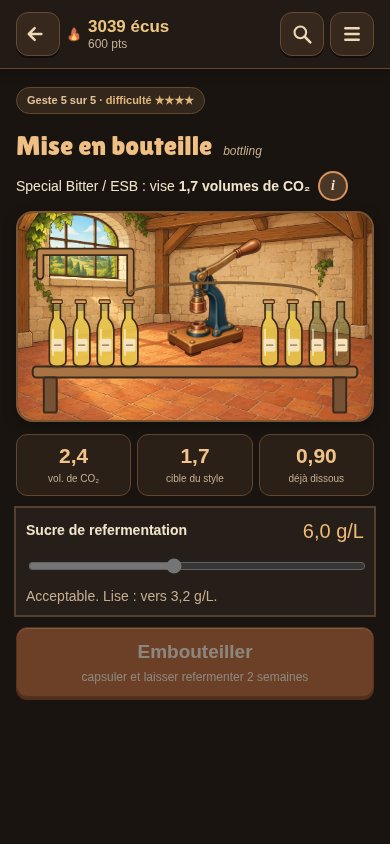 3039 écus
600 pts
Geste 5 sur 5 · difficulté ★★★★
Mise en bouteille bottling
Special Bitter / ESB : vise 1,7 volumes de CO₂ i
2,4
vol. de CO₂
1,7
cible du style
0,90
déjà dissous
Sucre de refermentation 6,0 g/L
Acceptable. Lise : vers 3,2 g/L.
Embouteiller
capsuler et laisser refermenter 2 semaines